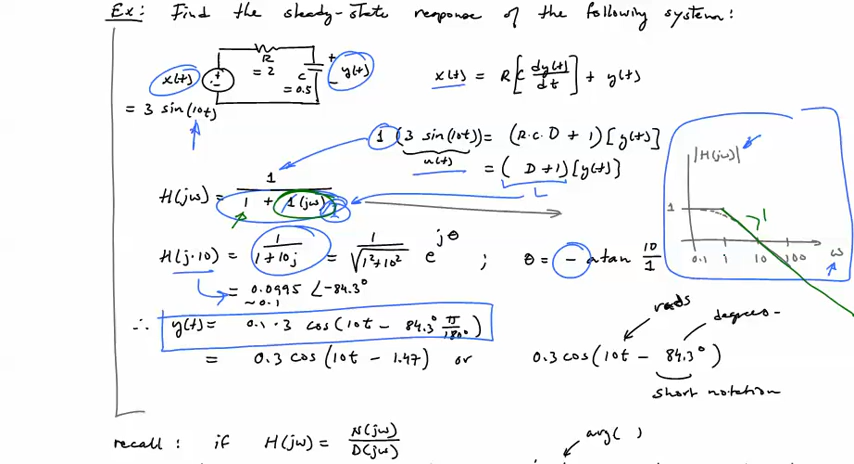 Ex: Find the steady-state response of the following system:
x(t)
= 3 sin(10t)
R
= 2
C
= 0.5
+
y(t)
-
x(t) = R[C dy(t)/dt] + y(t)
1 (3 sin(10t)) = (R.C.D + 1)[y(t)]
= (D+1)[y(t)]
L
H(jω) = 1 / (1 + 1(jω))
H(j·10) = 1/(1+10j) = 1/√(1²+10²) e^jθ ; θ = - atan 10/1
= 0.0995 ∠-84.3°
~0.1
∴ y(t) = 0.1·3 cos(10t - 84.3° π/180°)
= 0.3 cos(10t - 1.47) or 0.3 cos(10t - 84.3°)
rads
degrees
short notation
|H(jω)|
1
0.1 1 10 100 ω
recall: if H(jω) = N(jω)/D(jω)